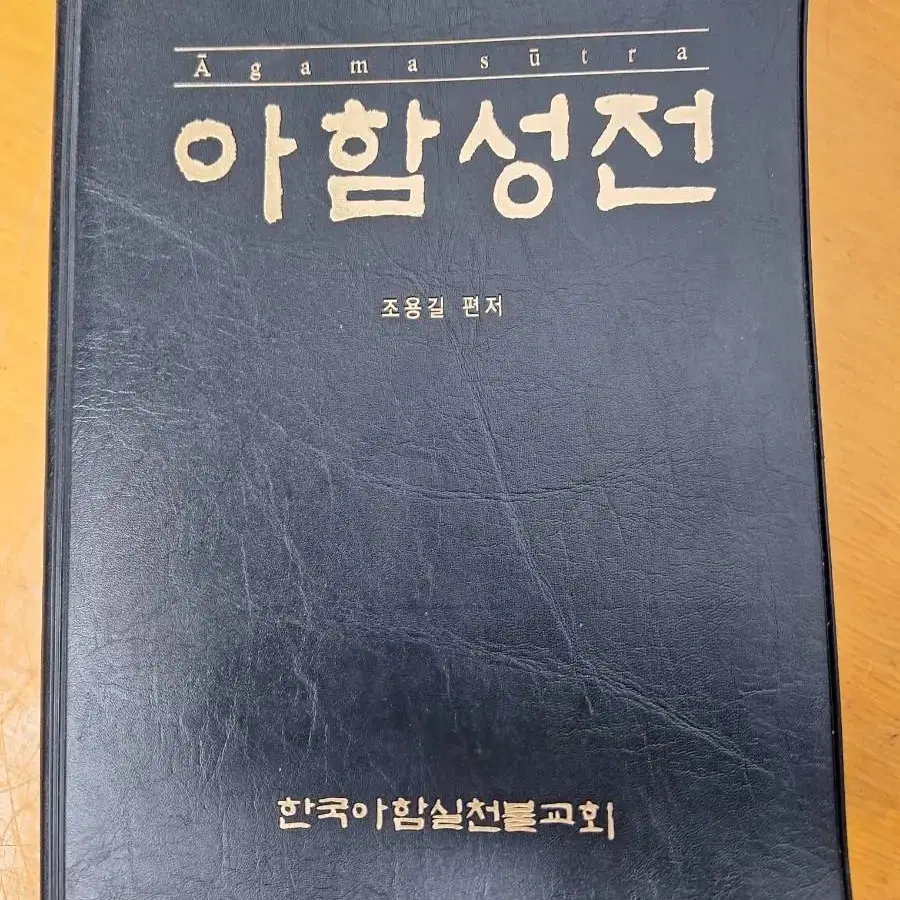 Āgama sūtra
아함성전
조용길 편저
한국아함실천불교회